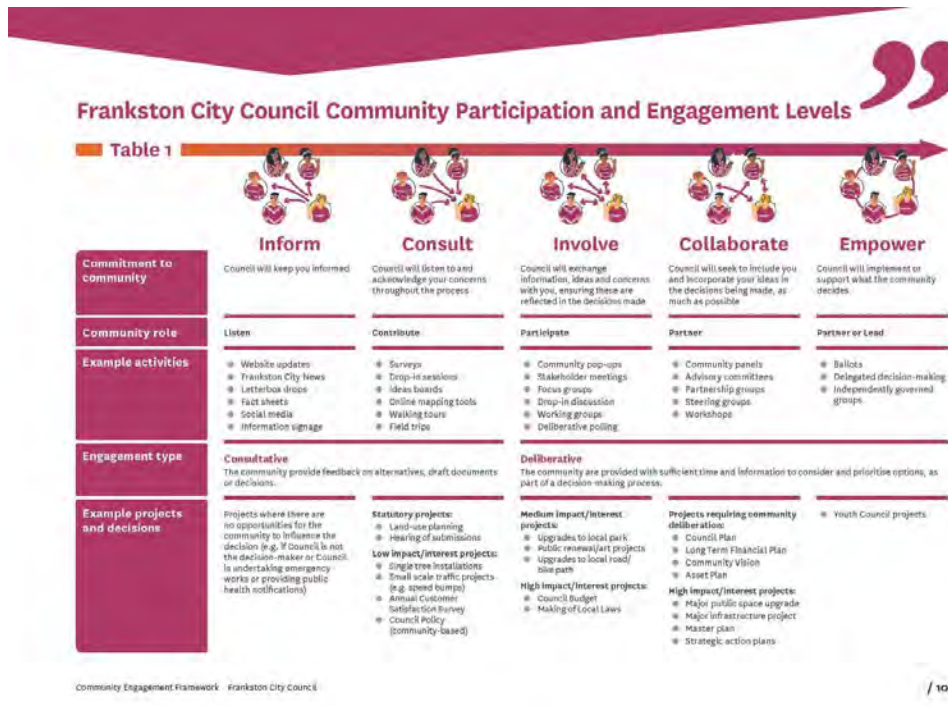 Frankston City Council Community Participation and Engagement Levels
Table 1
Inform
Consult
Involve
Collaborate
Empower
Commitment to
community
Council will keep you informed
Council will listen to and
acknowledge your concerns
throughout the process
Council will exchange
information, ideas and concerns
with you, ensuring these are
reflected in the decisions made
Council will seek to include you
and incorporate your ideas in
the decisions being made, as
much as possible
Council will implement or
support what the community
decides
Community role
Listen
Contribute
Participate
Partner
Partner or Lead
Example activities
Website updates
Frankston City News
Letterbox drops
Fact sheets
Social media
Information signage
Surveys
Drop-in sessions
Ideas boards
Online mapping tools
Walking tours
Field trips
Community pop-ups
Stakeholder meetings
Focus groups
Drop-in discussion
Working groups
Deliberative polling
Community panels
Advisory committees
Partnership groups
Steering groups
Workshops
Ballots
Delegated decision-making
Independently governed
groups
Engagement type
Consultative
The community provide feedback on alternatives, draft documents
or decisions.
Deliberative
The community are provided with sufficient time and information to consider and prioritise options, as
part of a decision-making process.
Example projects
and decisions
Projects where there are
no opportunities for the
community to influence the
decision (e.g. if Council is not
the decision-maker or Council
is undertaking emergency
works or providing public
health notifications)
Statutory projects:
Land-use planning
Hearing of submissions
Low impact/interest projects:
Single tree installations
Small scale traffic projects
(e.g. speed bumps)
Annual Customer
Satisfaction Survey
Council Policy
(community-based)
Medium impact/interest
projects:
Upgrades to local park
Public renewal/art projects
Upgrades to local road/
bike path
High impact/interest projects:
Council Budget
Making of Local Laws
Projects requiring community
deliberation:
Council Plan
Long Term Financial Plan
Community Vision
Asset Plan
High impact/interest projects:
Major public space upgrade
Major infrastructure project
Master plan
Strategic action plans
Youth Council projects
Community Engagement Framework Frankston City Council
/ 10